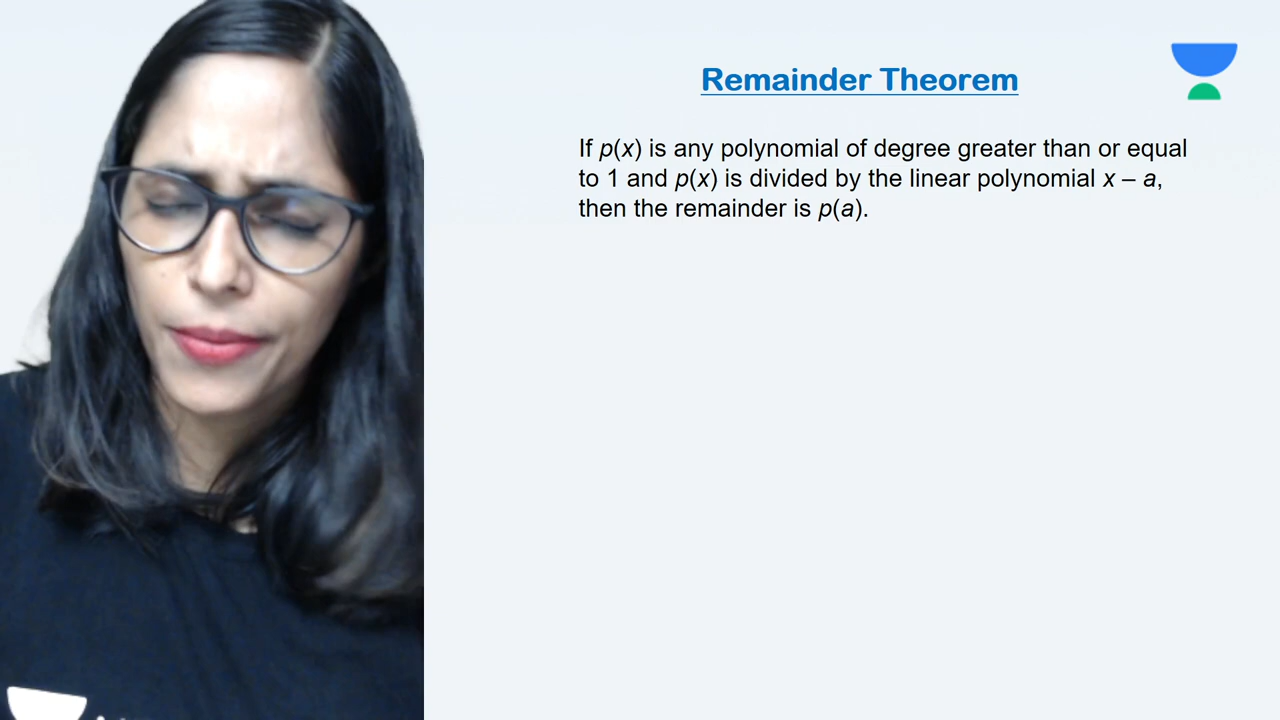 Remainder Theorem
If p(x) is any polynomial of degree greater than or equal
to 1 and p(x) is divided by the linear polynomial x – a,
then the remainder is p(a).